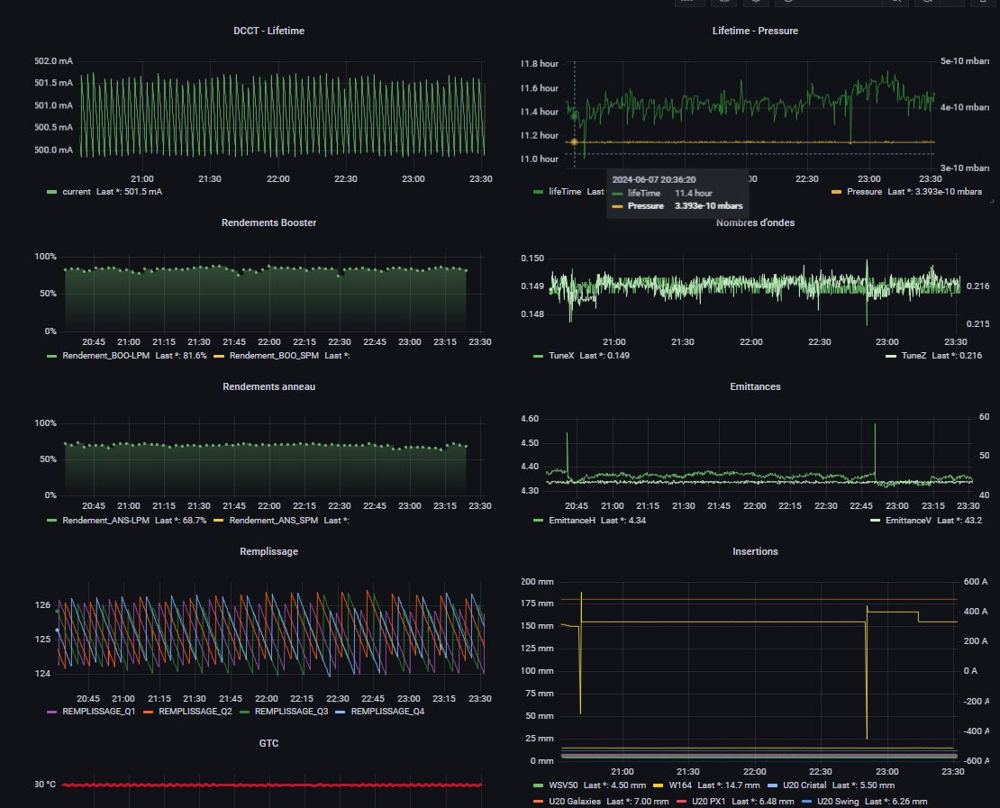 DCCT - Lifetime
502.0 mA
501.5 mA
501.0 mA
500.5 mA
500.0 mA
21:00 21:30 22:00 22:30 23:00 23:30
current Last *: 501.5 mA
Lifetime - Pressure
11.8 hour
11.6 hour
11.4 hour
11.2 hour
11.0 hour
5e-10 mbars
4e-10 mbars
3e-10 mbars
22:30 23:00 23:30
lifeTime Last
Pressure Last *: 3.393e-10 mbars
2024-06-07 20:36:20
lifeTime 11.4 hour
Pressure 3.393e-10 mbars
Rendements Booster
100%
50%
0%
20:45 21:00 21:15 21:30 21:45 22:00 22:15 22:30 22:45 23:00 23:15 23:30
Rendement_BOO-LPM Last *: 81.6% Rendement_BOO_SPM Last *:
Nombres d'ondes
0.150
0.149
0.148
0.216
0.215
21:00 21:30 22:00 22:30 23:00 23:30
TuneX Last *: 0.149
TuneZ Last *: 0.216
Rendements anneau
100%
50%
0%
20:45 21:00 21:15 21:30 21:45 22:00 22:15 22:30 22:45 23:00 23:15 23:30
Rendement_ANS-LPM Last *: 68.7% Rendement_ANS_SPM Last *:
Emittances
4.60
4.50
4.40
4.30
60
50
40
20:45 21:00 21:15 21:30 21:45 22:00 22:15 22:30 22:45 23:00 23:15 23:30
EmittanceH Last *: 4.34
EmittanceV Last *: 43.2
Remplissage
126
125
124
20:45 21:00 21:15 21:30 21:45 22:00 22:15 22:30 22:45 23:00 23:15 23:30
REMPLISSAGE_Q1 REMPLISSAGE_Q2 REMPLISSAGE_Q3 REMPLISSAGE_Q4
Insertions
200 mm
175 mm
150 mm
125 mm
100 mm
75 mm
50 mm
25 mm
0 mm
600 A
400 A
200 A
0 A
-200 A
-400 A
-600 A
21:00 21:30 22:00 22:30 23:00 23:30
WSV50 Last *: 4.50 mm W164 Last *: 14.7 mm U20 Cristal Last *: 5.50 mm
U20 Galaxies Last *: 7.00 mm U20 PX1 Last *: 6.48 mm U20 Swing Last *: 6.26 mm
GTC
30 °C